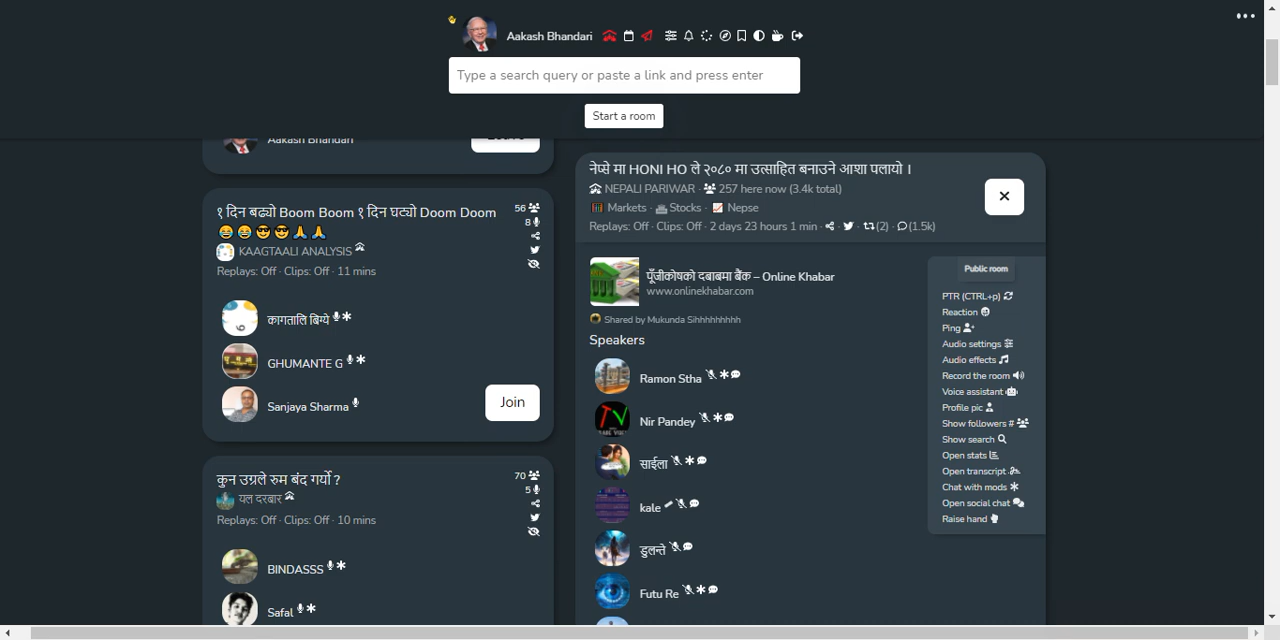 Aakash Bhandari
Type a search query or paste a link and press enter
Start a room
Aakash Bhandari
१ दिन बढ्यो Boom Boom १ दिन घट्यो Doom Doom
😂😂😎😎🙏🙏
KAAGTAALI ANALYSIS
Replays: Off · Clips: Off · 11 mins
56
8
कागतालि बिग्ये
GHUMANTE G
Sanjaya Sharma
Join
कुन उग्रले रुम बंद गर्यो ?
यल दरबार
Replays: Off · Clips: Off · 10 mins
70
5
BINDASSS
Safal
नेप्से मा HONI HO ले २०८० मा उत्साहित बनाउने आशा पलायो ।
NEPALI PARIWAR · 257 here now (3.4k total)
Markets · Stocks · Nepse
Replays: Off · Clips: Off · 2 days 23 hours 1 min · · · (2) · (1.5k)
पूँजीकोषको दबाबमा बैंक – Online Khabar
www.onlinekhabar.com
Shared by Mukunda Sihhhhhhhhh
Speakers
Ramon Stha
Nir Pandey
साईला
kale
डुलन्ते
Futu Re
Public room
PTR (CTRL+p)
Reaction
Ping
Audio settings
Audio effects
Record the room
Voice assistant
Profile pic
Show followers #
Show search
Open stats
Open transcript
Chat with mods
Open social chat
Raise hand